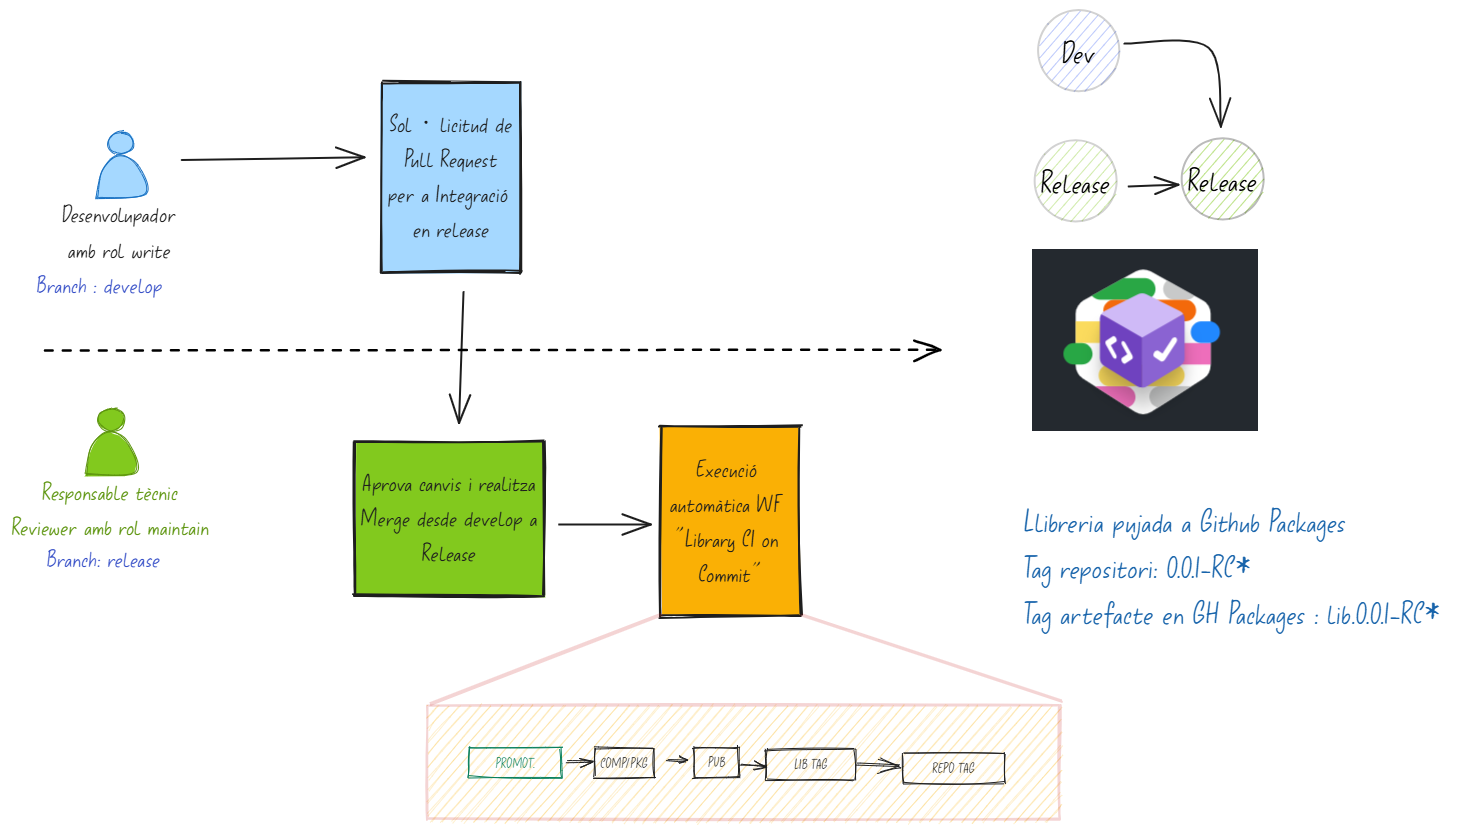 Sol · licitud de
Pull Request
per a Integració
en release
Desenvolupador
amb rol write
Branch : develop
Dev
Release
Release
Responsable tècnic
Reviewer amb rol maintain
Branch: release
Aprova canvis i realitza
Merge desde develop a
Release
Execució
automàtica WF
"Library CI on
Commit"
Llibreria pujada a Github Packages
Tag repositori: 0.0.1-RC*
Tag artefacte en GH Packages : Lib.0.0.1-RC*
PROMOT.
COMP/PKG
PUB
LIB TAG
REPO TAG